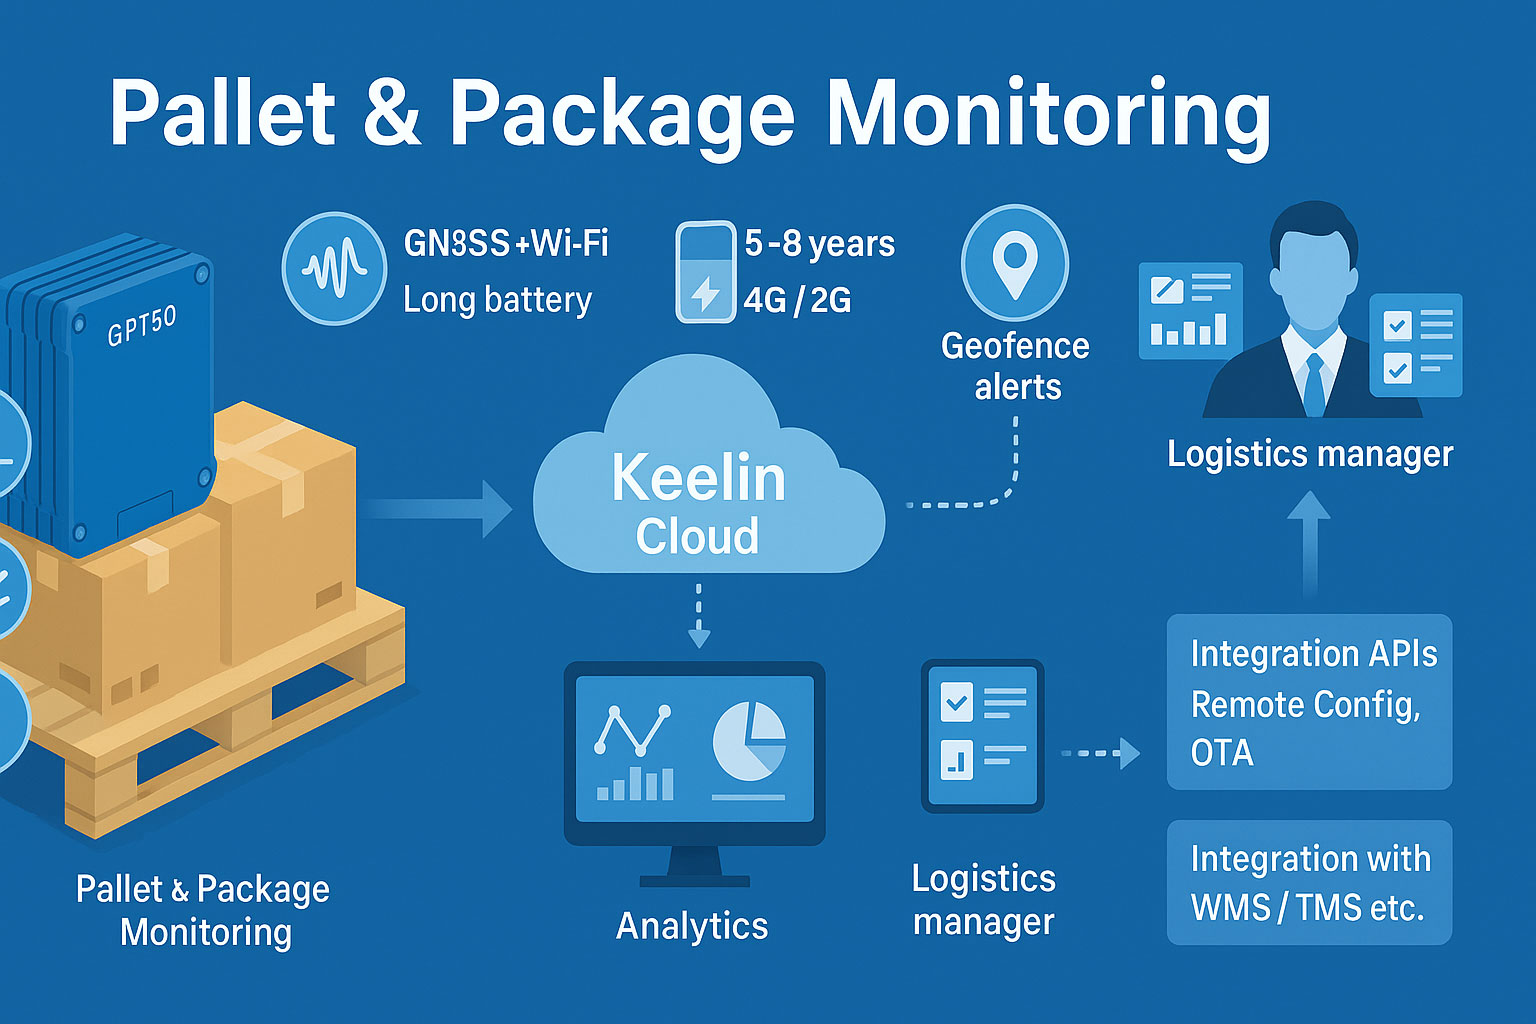 Pallet & Package Monitoring
GN8SS+Wi-Fi
Long battery
5-8 years
4G / 2G
Geofence
alerts
Logistics manager
GPT50
Keelin
Cloud
Integration APIs
Remote Config,
OTA
Integration with
WMS / TMS etc.
Pallet & Package
Monitoring
Analytics
Logistics
manager